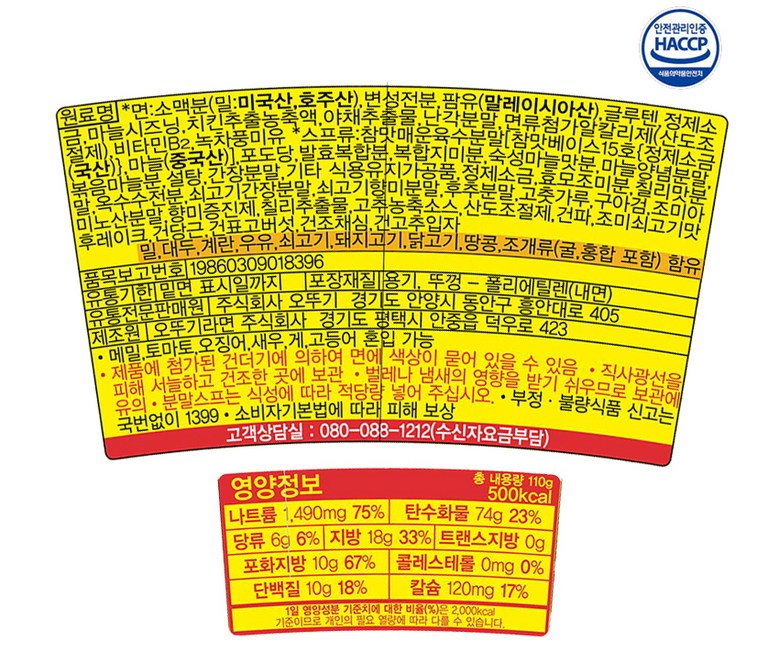 안전관리인증
HACCP
식품의약품안전처
원료명 *면:소맥분(밀:미국산,호주산),변성전분,팜유(말레이시아산),글루텐,정제소
금,마늘시즈닝,치키추출농축액,야채추출물,난각분말,면류첨가알칼리제(산도조
절제),비타민B2,녹차풍미유 *스프류:참맛매운육수분말[참맛베이스15호{정제소금
(국산)},마늘(중국산)],포도당,발효복합분,복합지미분,숙성마늘맛분,마늘양념분말,
볶음마늘분,설탕,간장분말,기타 식용유지가공품,정제소금,효모조미분,칠리맛분
말,옥수수전분,쇠고기간장분말,쇠고기향미분말,후추분말,고춧가루,구아검,조미아
미노산분말,향미증진제,칠리추출물,고추농축소스,산도조절제,건파,조미쇠고기맛
후레이크,건당근,건표고버섯,건조채심,건고추입자
밀,대두,계란,우유,쇠고기,돼지고기,닭고기,땅콩,조개류(굴,홍합 포함) 함유
품목보고번호 19860309018396
유통기한 밑면 표시일까지 포장재질 용기, 뚜껑 – 폴리에틸렌(내면)
유통전문판매원 주식회사 오뚜기 경기도 안양시 동안구 흥안대로 405
제조원 오뚜기라면 주식회사 경기도 평택시 안중읍 덕우로 423
• 메밀,토마토,오징어,새우,게,고등어 혼입 가능
• 제품에 첨가된 건더기에 의하여 면에 색상이 묻어 있을 수 있음 • 직사광선을
피해 서늘하고 건조한 곳에 보관 • 벌레나 냄새의 영향을 받기 쉬우므로 보관에
유의 • 분말스프는 식성에 따라 적당량 넣어 주십시오. • 부정 · 불량식품 신고는
국번없이 1399 • 소비자기본법에 따라 피해 보상
고객상담실 : 080-088-1212(수신자요금부담)
영양정보 총 내용량 110g
500kcal
나트륨 1,490mg 75% 탄수화물 74g 23%
당류 6g 6% 지방 18g 33% 트랜스지방 0g
포화지방 10g 67% 콜레스테롤 0mg 0%
단백질 10g 18% 칼슘 120mg 17%
1일 영양성분 기준치에 대한 비율(%)은 2,000kcal
기준이므로 개인의 필요 열량에 따라 다를 수 있습니다.